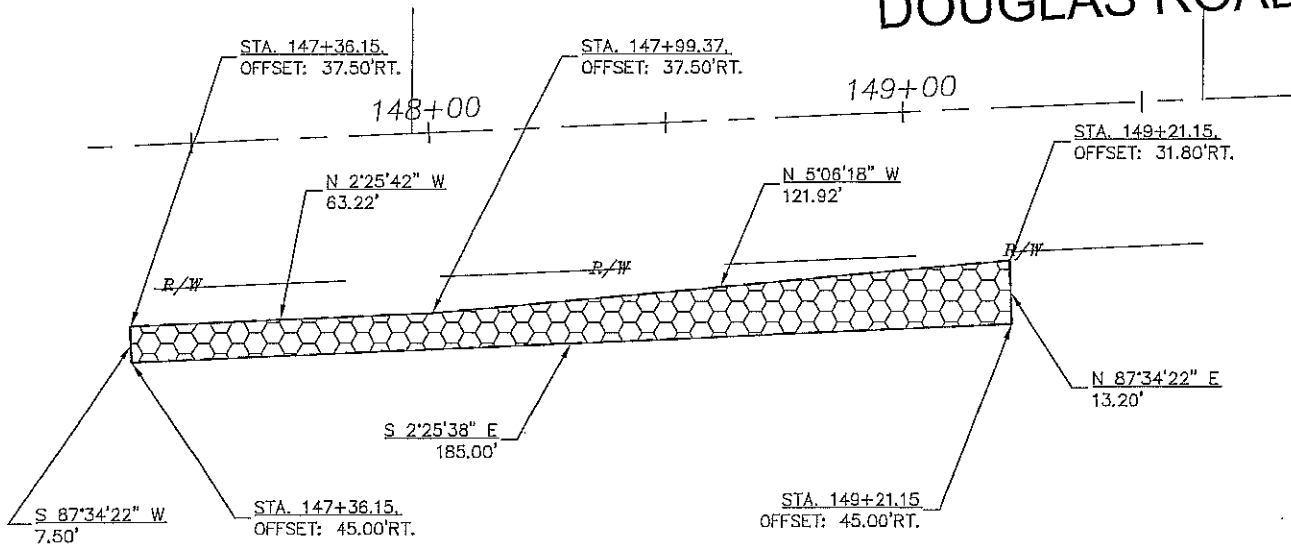 DOUGLAS ROAD
STA. 147+36.15,
OFFSET: 37.50'RT.
STA. 147+99.37,
OFFSET: 37.50'RT.
148+00
149+00
STA. 149+21.15,
OFFSET: 31.80'RT.
N 2°25'42" W
63.22'
N 5°06'18" W
121.92'
R/W
R/W
R/W
N 87°34'22" E
13.20'
S 2°25'38" E
185.00'
S 87°34'22" W
7.50'
STA. 147+36.15,
OFFSET: 45.00'RT.
STA. 149+21.15
OFFSET: 45.00'RT.